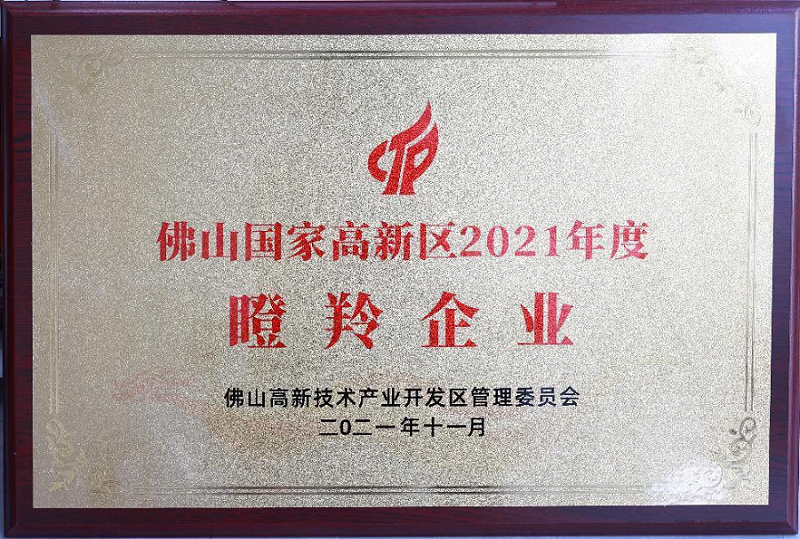 佛山国家高新区2021年度
瞪羚企业
佛山高新技术产业开发区管理委员会
二0二一年十一月